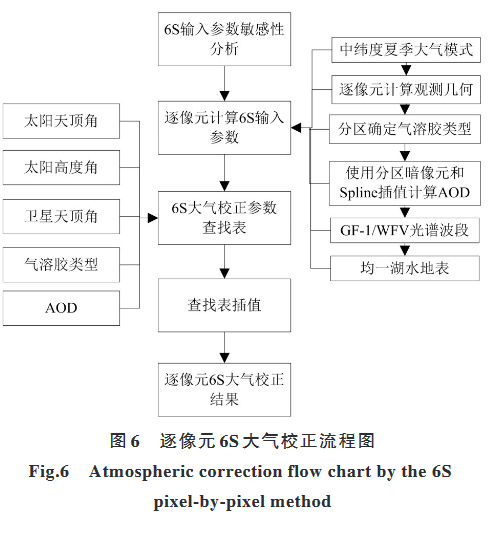 6S输入参数敏感性
分析
逐像元计算6S输入
参数
6S大气校正参数
查找表
查找表插值
逐像元6S大气校正
结果
太阳天顶角
太阳高度角
卫星天顶角
气溶胶类型
AOD
中纬度夏季大气模式
逐像元计算观测几何
分区确定气溶胶类型
使用分区暗像元和
Spline插值计算AOD
GF-1/WFV光谱波段
均一湖水地表
图 6 逐像元 6S 大气校正流程图
Fig.6 Atmospheric correction flow chart by the 6S
pixel-by-pixel method